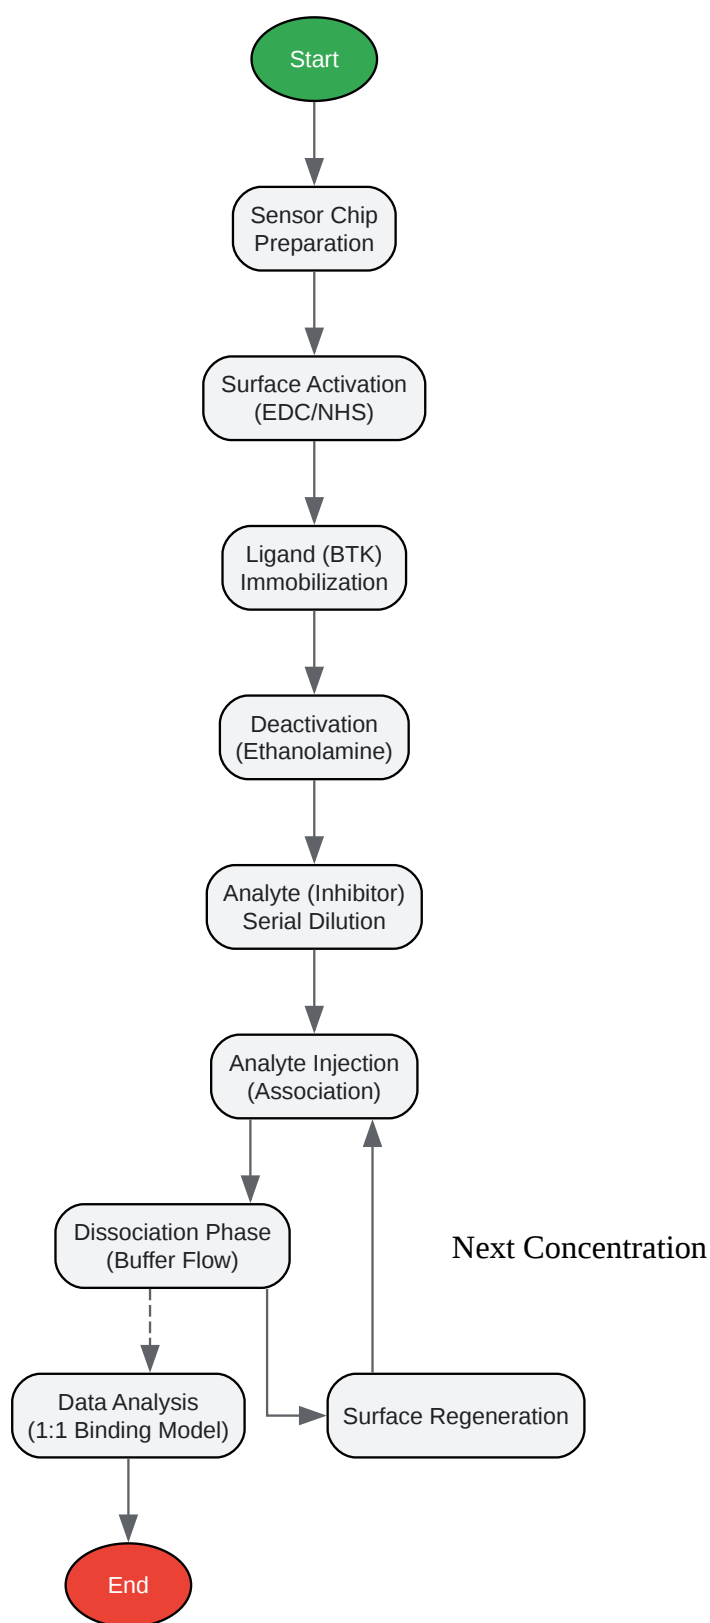 Start
Sensor Chip
Preparation
Surface Activation
(EDC/NHS)
Ligand (BTK)
Immobilization
Deactivation
(Ethanolamine)
Analyte (Inhibitor)
Serial Dilution
Analyte Injection
(Association)
Dissociation Phase
(Buffer Flow)
Next Concentration
Data Analysis
(1:1 Binding Model)
Surface Regeneration
End